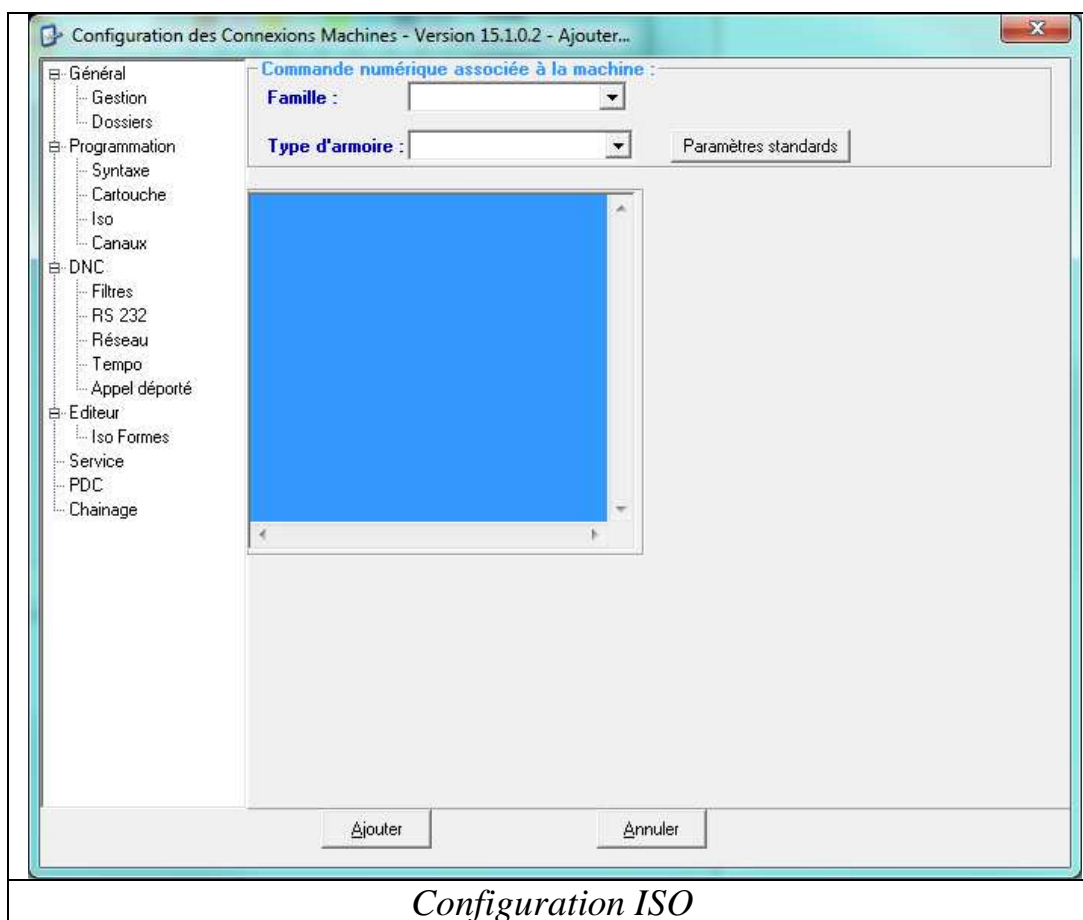 Configuration des Connexions Machines - Version 15.1.0.2 - Ajouter...
Général
Gestion
Dossiers
Programmation
Syntaxe
Cartouche
Iso
Canaux
DNC
Filtres
RS 232
Réseau
Tempo
Appel déporté
Editeur
Iso Formes
Service
PDC
Chainage
Commande numérique associée à la machine :
Famille :
Type d'armoire :
Paramètres standards
Ajouter
Annuler
Configuration ISO